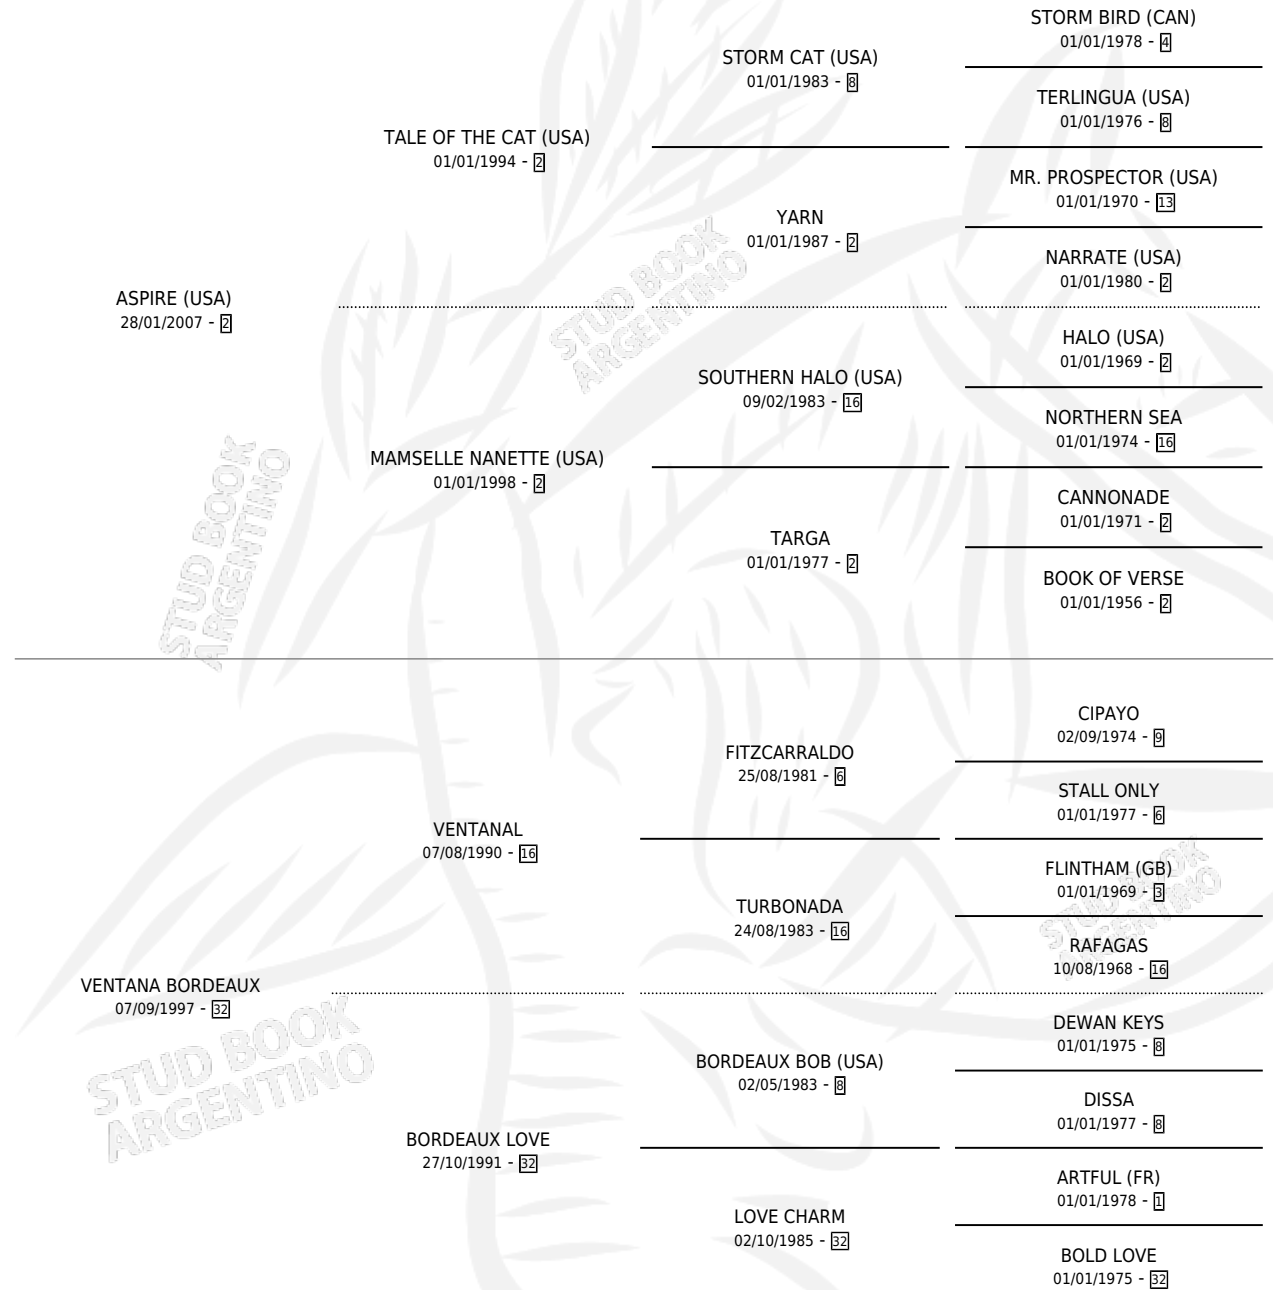 STORM BIRD (CAN)
01/01/1978 - 4
STORM CAT (USA)
01/01/1983 - 8
TERLINGUA (USA)
01/01/1976 - 8
TALE OF THE CAT (USA)
01/01/1994 - 2
MR. PROSPECTOR (USA)
01/01/1970 - 13
YARN
01/01/1987 - 2
NARRATE (USA)
01/01/1980 - 2
ASPIRE (USA)
28/01/2007 - 2
STUD BOOK
ARGENTINO
HALO (USA)
01/01/1969 - 2
SOUTHERN HALO (USA)
09/02/1983 - 16
NORTHERN SEA
01/01/1974 - 16
MAMSELLE NANETTE (USA)
01/01/1998 - 2
CANNONADE
01/01/1971 - 2
TARGA
01/01/1977 - 2
BOOK OF VERSE
01/01/1956 - 2
STUD BOOK
ARGENTINO
CIPAYO
02/09/1974 - 9
FITZCARRALDO
25/08/1981 - 6
STALL ONLY
01/01/1977 - 6
VENTANAL
07/08/1990 - 16
FLINTHAM (GB)
01/01/1969 - 3
TURBONADA
24/08/1983 - 16
STUD BOOK
ARGENTINO
RAFAGAS
10/08/1968 - 16
VENTANA BORDEAUX
07/09/1997 - 32
STUD BOOK
ARGENTINO
DEWAN KEYS
01/01/1975 - 8
BORDEAUX BOB (USA)
02/05/1983 - 8
DISSA
01/01/1977 - 8
BORDEAUX LOVE
27/10/1991 - 32
ARTFUL (FR)
01/01/1978 - 1
LOVE CHARM
02/10/1985 - 32
BOLD LOVE
01/01/1975 - 32